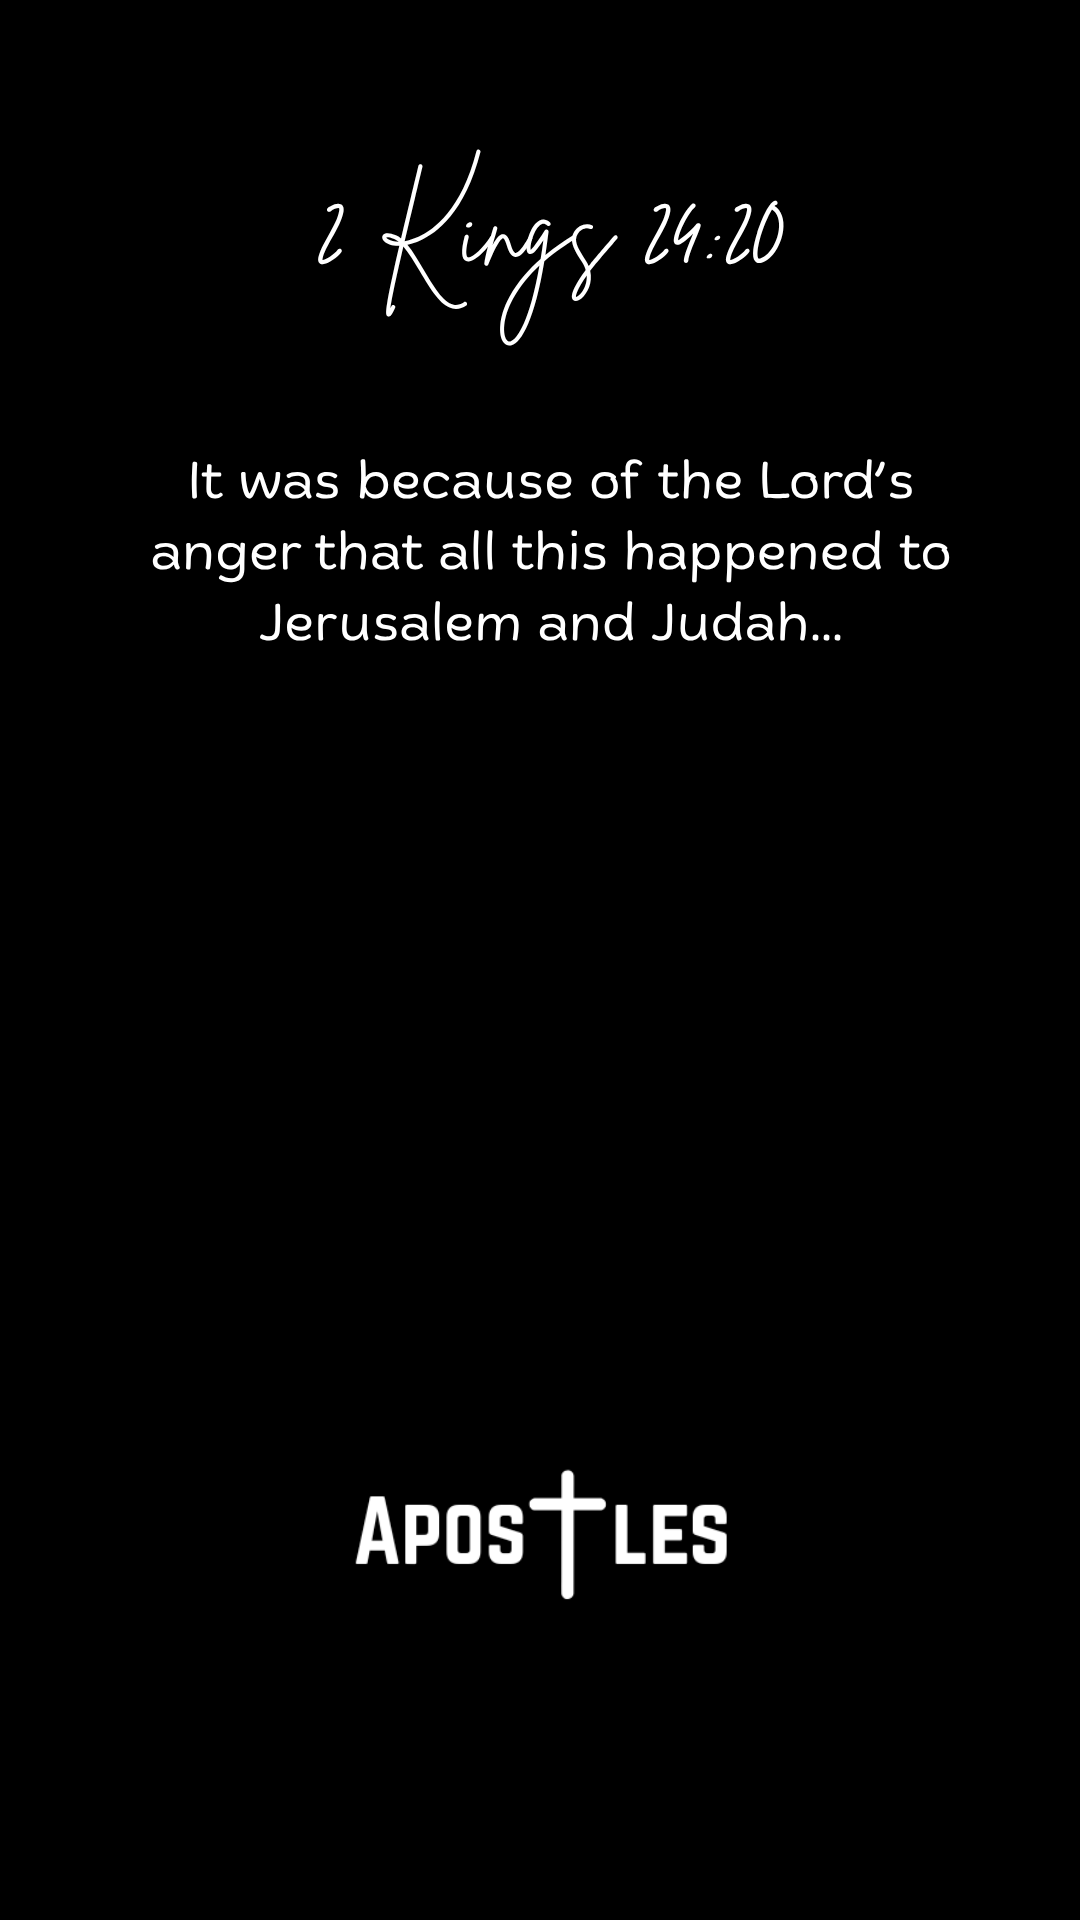 2 Kings 24:20
It was because of the Lord's
anger that all this happened to
Jerusalem and Judah...
APOSTLES